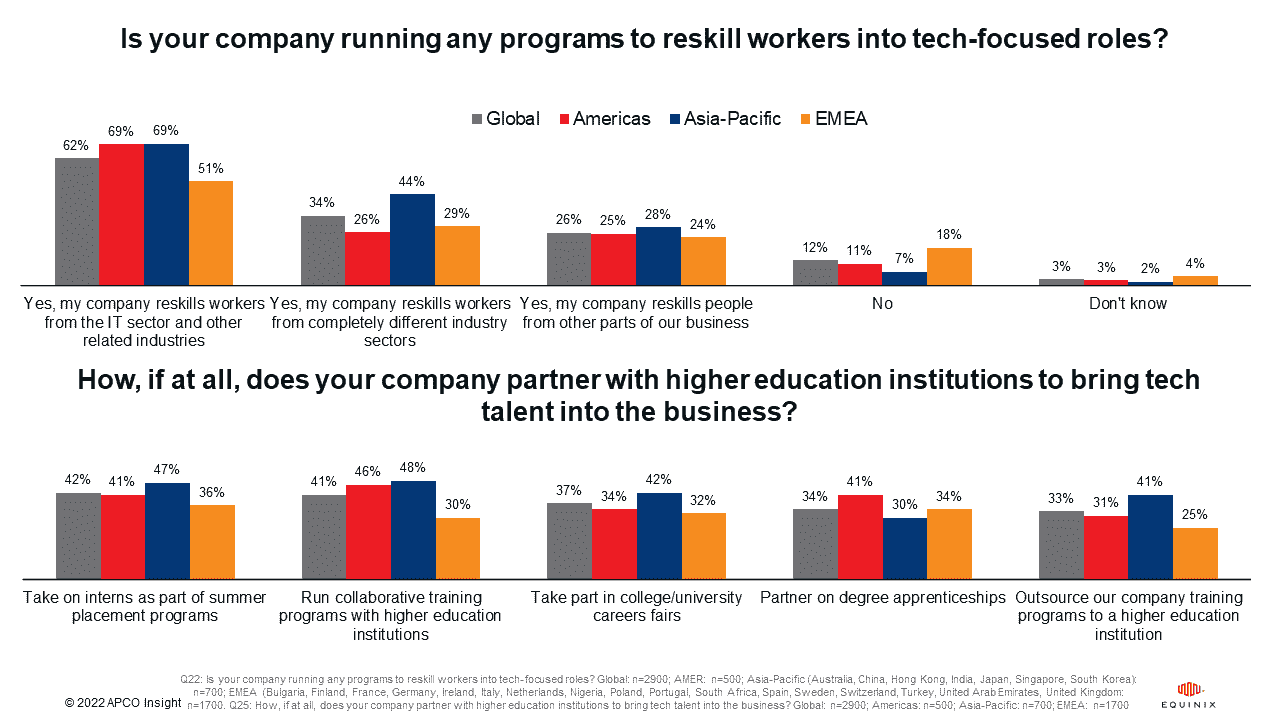 Is your company running any programs to reskill workers into tech-focused roles?
Global Americas Asia-Pacific EMEA
62% 69% 69% 51%
34% 26% 44% 29%
26% 25% 28% 24%
12% 11% 7% 18%
3% 3% 2% 4%
Yes, my company reskills workers
from the IT sector and other
related industries
Yes, my company reskills workers
from completely different industry
sectors
Yes, my company reskills people
from other parts of our business
No
Don't know
How, if at all, does your company partner with higher education institutions to bring tech
talent into the business?
42% 41% 47% 36%
41% 46% 48% 30%
37% 34% 42% 32%
34% 41% 30% 34%
33% 31% 41% 25%
Take on interns as part of summer
placement programs
Run collaborative training
programs with higher education
institutions
Take part in college/university
careers fairs
Partner on degree apprenticeships
Outsource our company training
programs to a higher education
institution
Q22: Is your company running any programs to reskill workers into tech-focused roles? Global: n=2900; AMER: n=500; Asia-Pacific (Australia, China, Hong Kong, India, Japan, Singapore, South Korea):
n=700; EMEA (Bulgaria, Finland, France, Germany, Ireland, Italy, Netherlands, Nigeria, Poland, Portugal, South Africa, Spain, Sweden, Switzerland, Turkey, United Arab Emirates, United Kingdom:
n=1700. Q25: How, if at all, does your company partner with higher education institutions to bring tech talent into the business? Global: n=2900; Americas: n=500; Asia-Pacific: n=700; EMEA: n=1700
© 2022 APCO Insight
EQUINIX